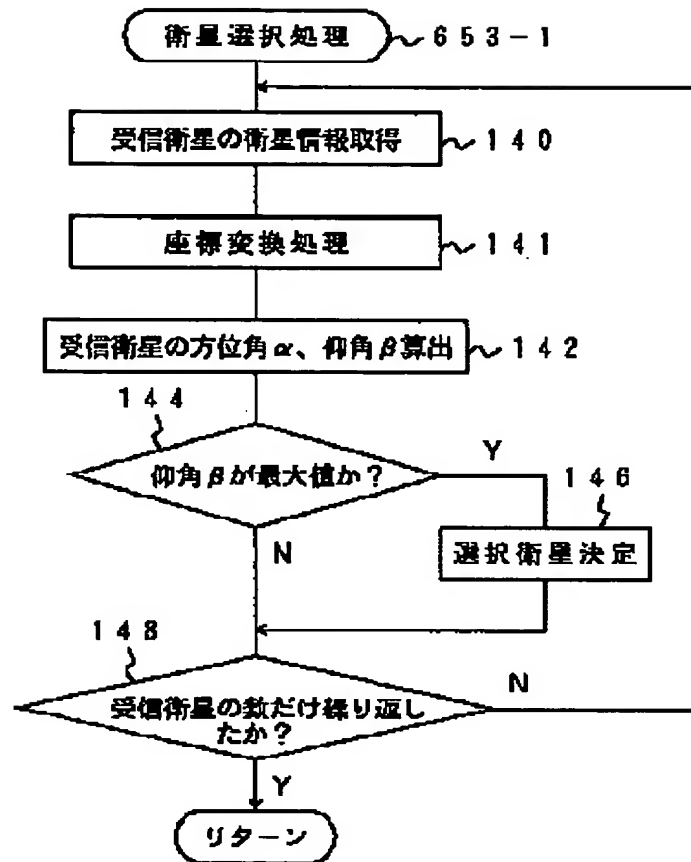 衛星選択処理 653-1
受信衛星の衛星情報取得 140
座標変換処理 141
受信衛星の方位角α、仰角β算出 142
144
仰角βが最大値か？ Y
146
選択衛星決定
N
148
受信衛星の数だけ繰り返し N
たか？
Y
リターン